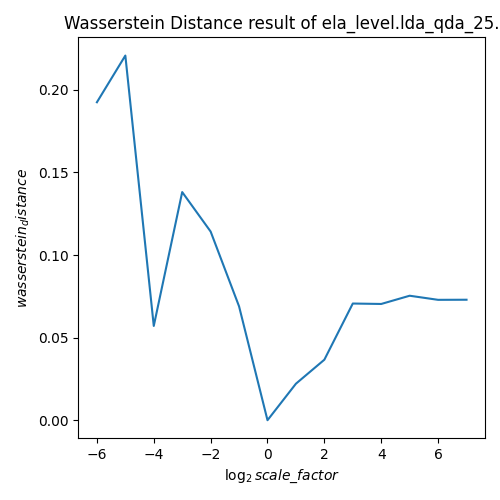 Wasserstein Distance result of ela_level.lda_qda_25.
0.20
0.15
0.10
0.05
0.00
wasserstein_distance
−6 −4 −2 0 2 4 6
log₂ scale_factor